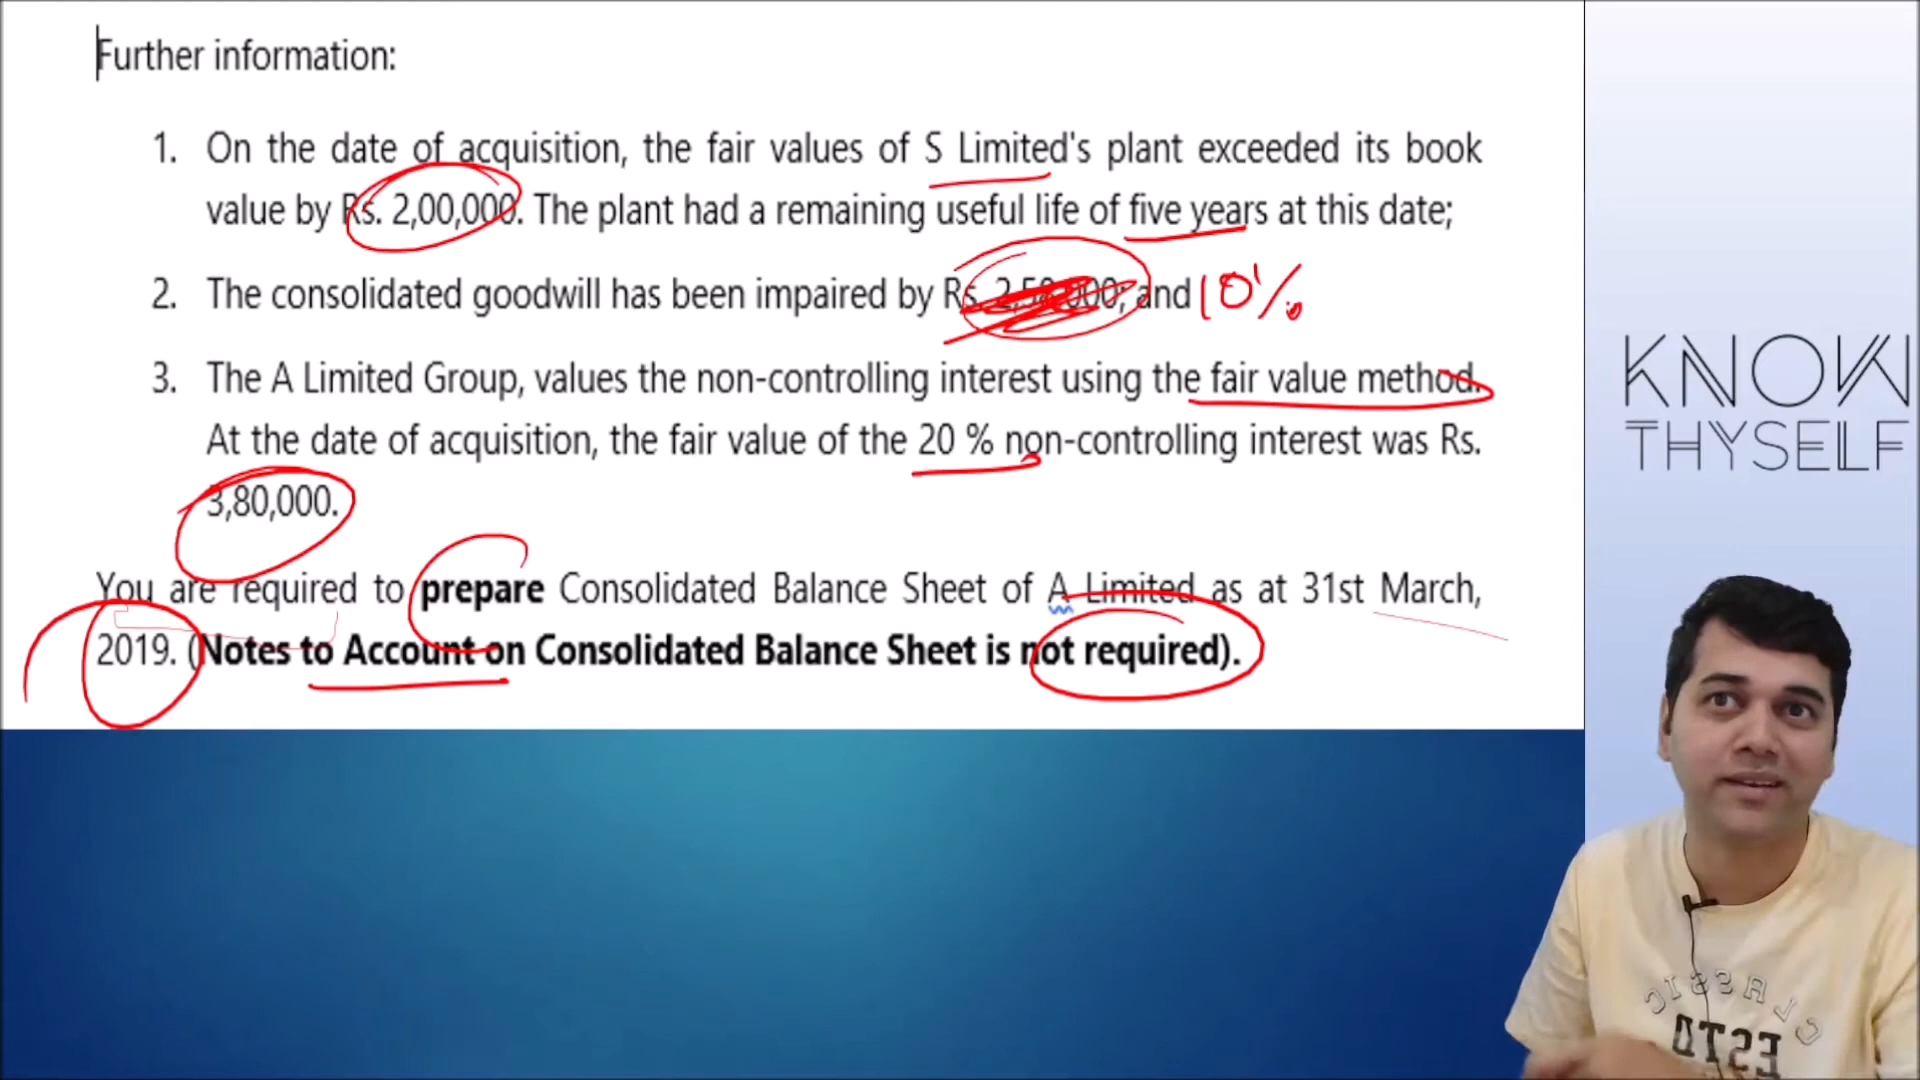 Further information:
1. On the date of acquisition, the fair values of S Limited's plant exceeded its book
value by Rs. 2,00,000. The plant had a remaining useful life of five years at this date;
2. The consolidated goodwill has been impaired by Rs. and 10%
3. The A Limited Group, values the non-controlling interest using the fair value method.
At the date of acquisition, the fair value of the 20 % non-controlling interest was Rs.
3,80,000.
You are required to prepare Consolidated Balance Sheet of A Limited as at 31st March,
2019. (Notes to Account on Consolidated Balance Sheet is not required).
KNOW
THYSELF
CLASSIC
ESTD